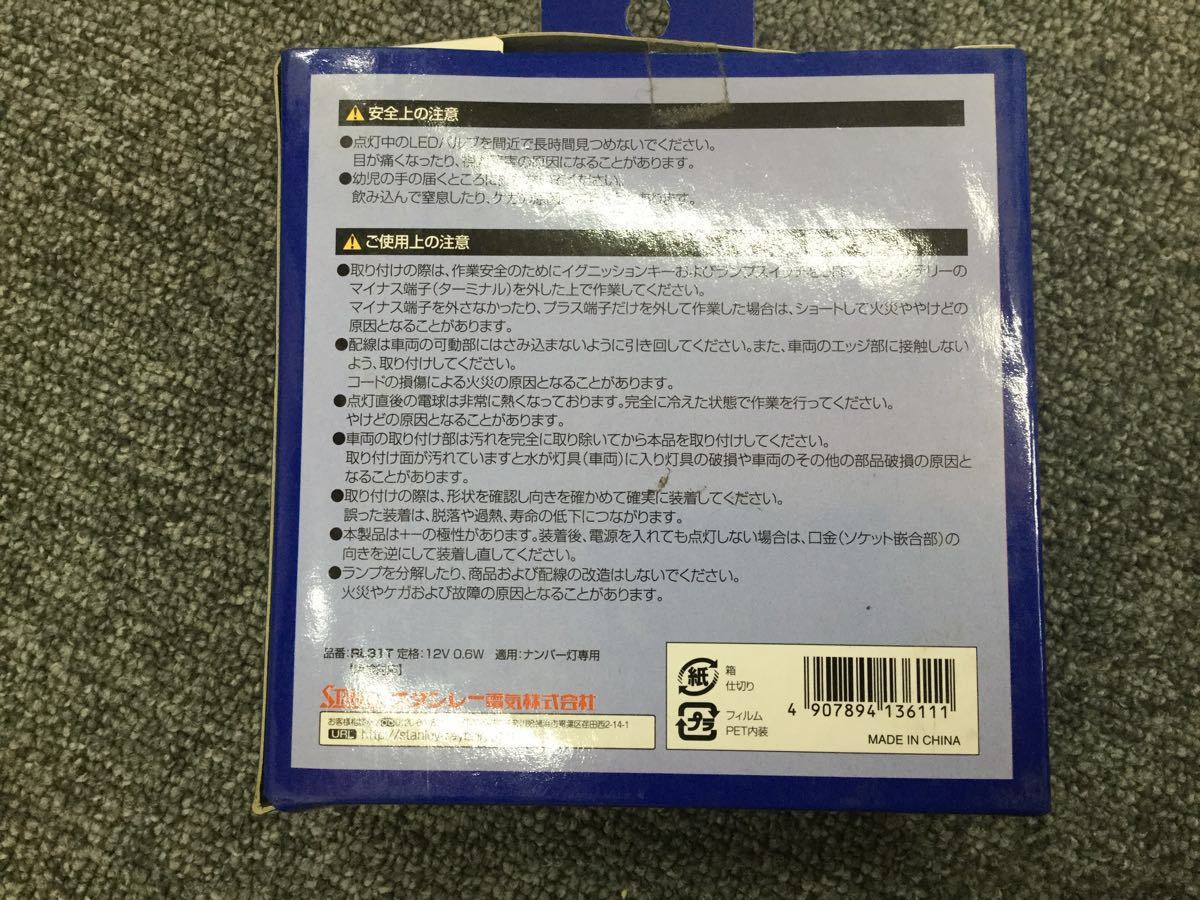 安全上の注意
●点灯中のLEDバルブを間近で長時間見つめないでください。
目が痛くなったり、の原因になることがあります。
●幼児の手の届くところに
飲み込んで窒息したり、ケガの
ご使用上の注意
●取り付けの際は、作業安全のためにイグニッションキーおよびランプスイッチを
マイナス端子(ターミナル)を外した上で作業してください。
マイナス端子を外さなかったり、プラス端子だけを外して作業した場合は、ショートして火災ややけどの
原因となることがあります。
●配線は車両の可動部にはさみ込まないように引き回してください。また、車両のエッジ部に接触しない
よう、取り付けしてください。
コードの損傷による火災の原因となることがあります。
●点灯直後の電球は非常に熱くなっております。完全に冷えた状態で作業を行ってください。
やけどの原因となることがあります。
●車両の取り付け部は汚れを完全に取り除いてから本品を取り付けしてください。
取り付け面が汚れていますと水が灯具(車両)に入り灯具の破損や車両のその他の部品破損の原因と
なることがあります。
●取り付けの際は、形状を確認し向きを確かめて確実に装着してください。
誤った装着は、脱落や過熱、寿命の低下につながります。
●本製品は+-の極性があります。装着後、電源を入れても点灯しない場合は、口金(ソケット嵌合部)の
向きを逆にして装着し直してください。
●ランプを分解したり、商品および配線の改造はしないでください。
火災やケガおよび故障の原因となることがあります。
品番:RL31T 定格:12V 0.6W 適用:ナンバー灯専用
スタンレー電気株式会社
荏田西2-14-1
URL
紙
箱
仕切り
プラ
フィルム
PET内装
4 907894 136111
MADE IN CHINA